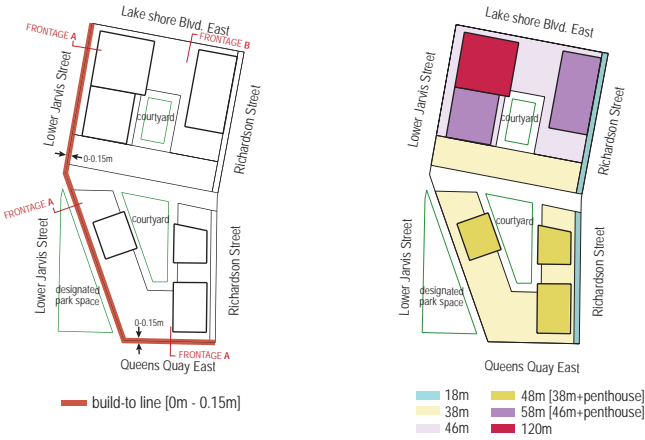 Lake shore Blvd. East
FRONTAGE A
FRONTAGE B
Lower Jarvis Street
courtyard
Richardson Street
0-0.15m
FRONTAGE A
Lower Jarvis Street
courtyard
Richardson Street
designated
park space
0-0.15m
FRONTAGE A
Queens Quay East
build-to line [0m - 0.15m]
Lake shore Blvd. East
Lower Jarvis Street
courtyard
Richardson Street
Lower Jarvis Street
courtyard
Richardson Street
designated
park space
Queens Quay East
18m
38m
46m
48m [38m+penthouse]
58m [46m+penthouse]
120m